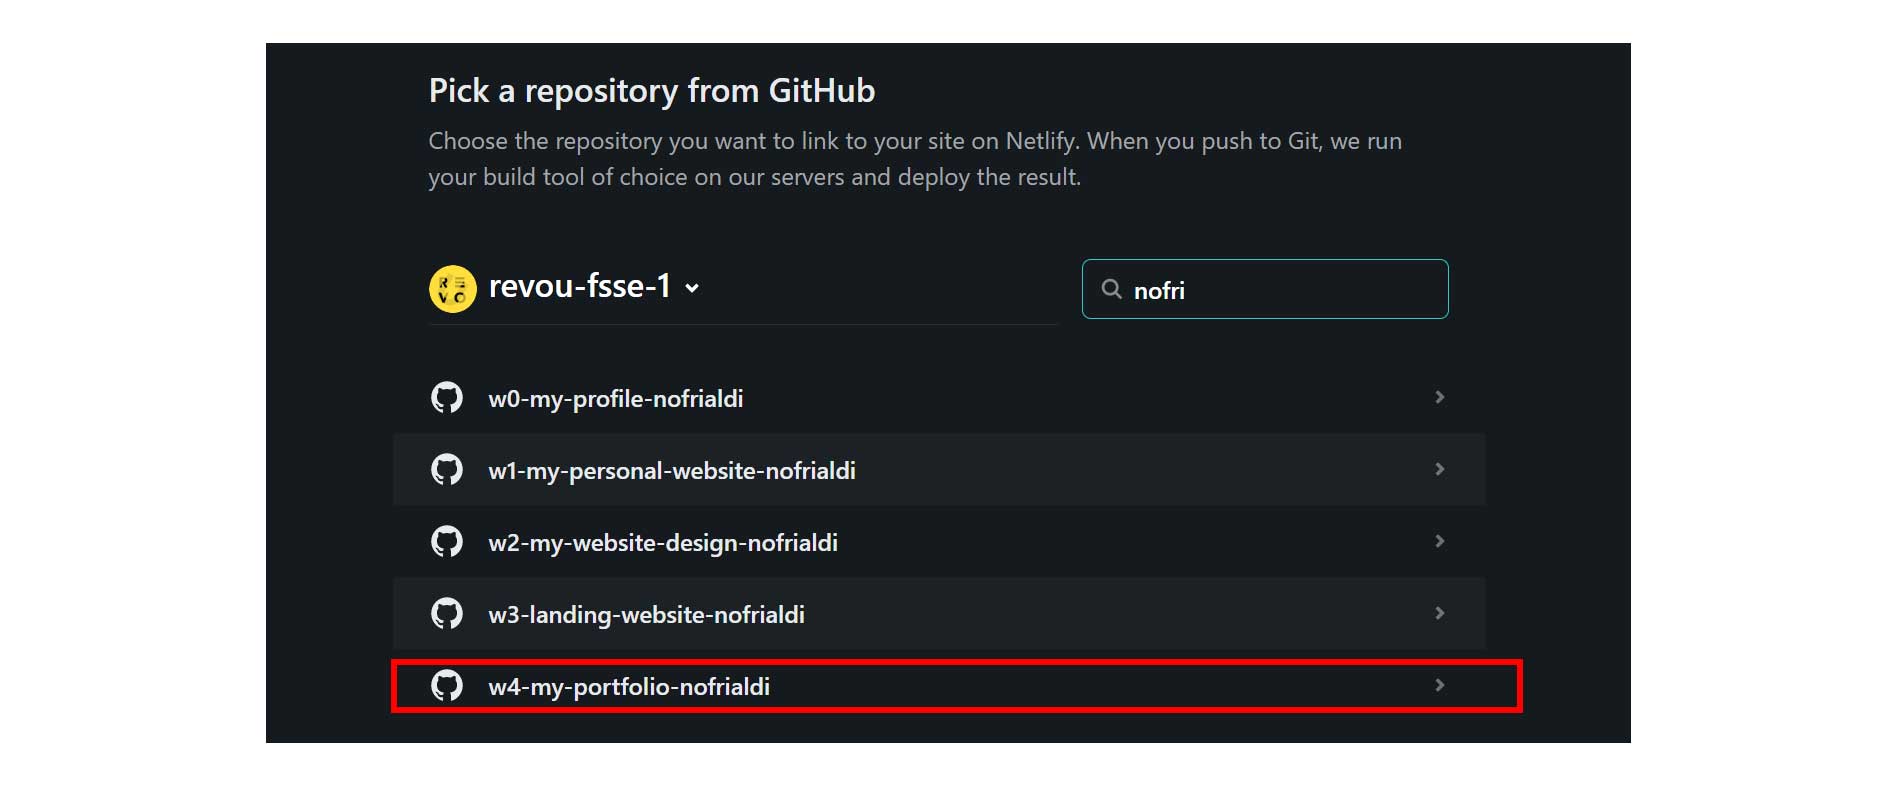 Pick a repository from GitHub
Choose the repository you want to link to your site on Netlify. When you push to Git, we run
your build tool of choice on our servers and deploy the result.
revou-fsse-1
nofri
w0-my-profile-nofrialdi
w1-my-personal-website-nofrialdi
w2-my-website-design-nofrialdi
w3-landing-website-nofrialdi
w4-my-portfolio-nofrialdi